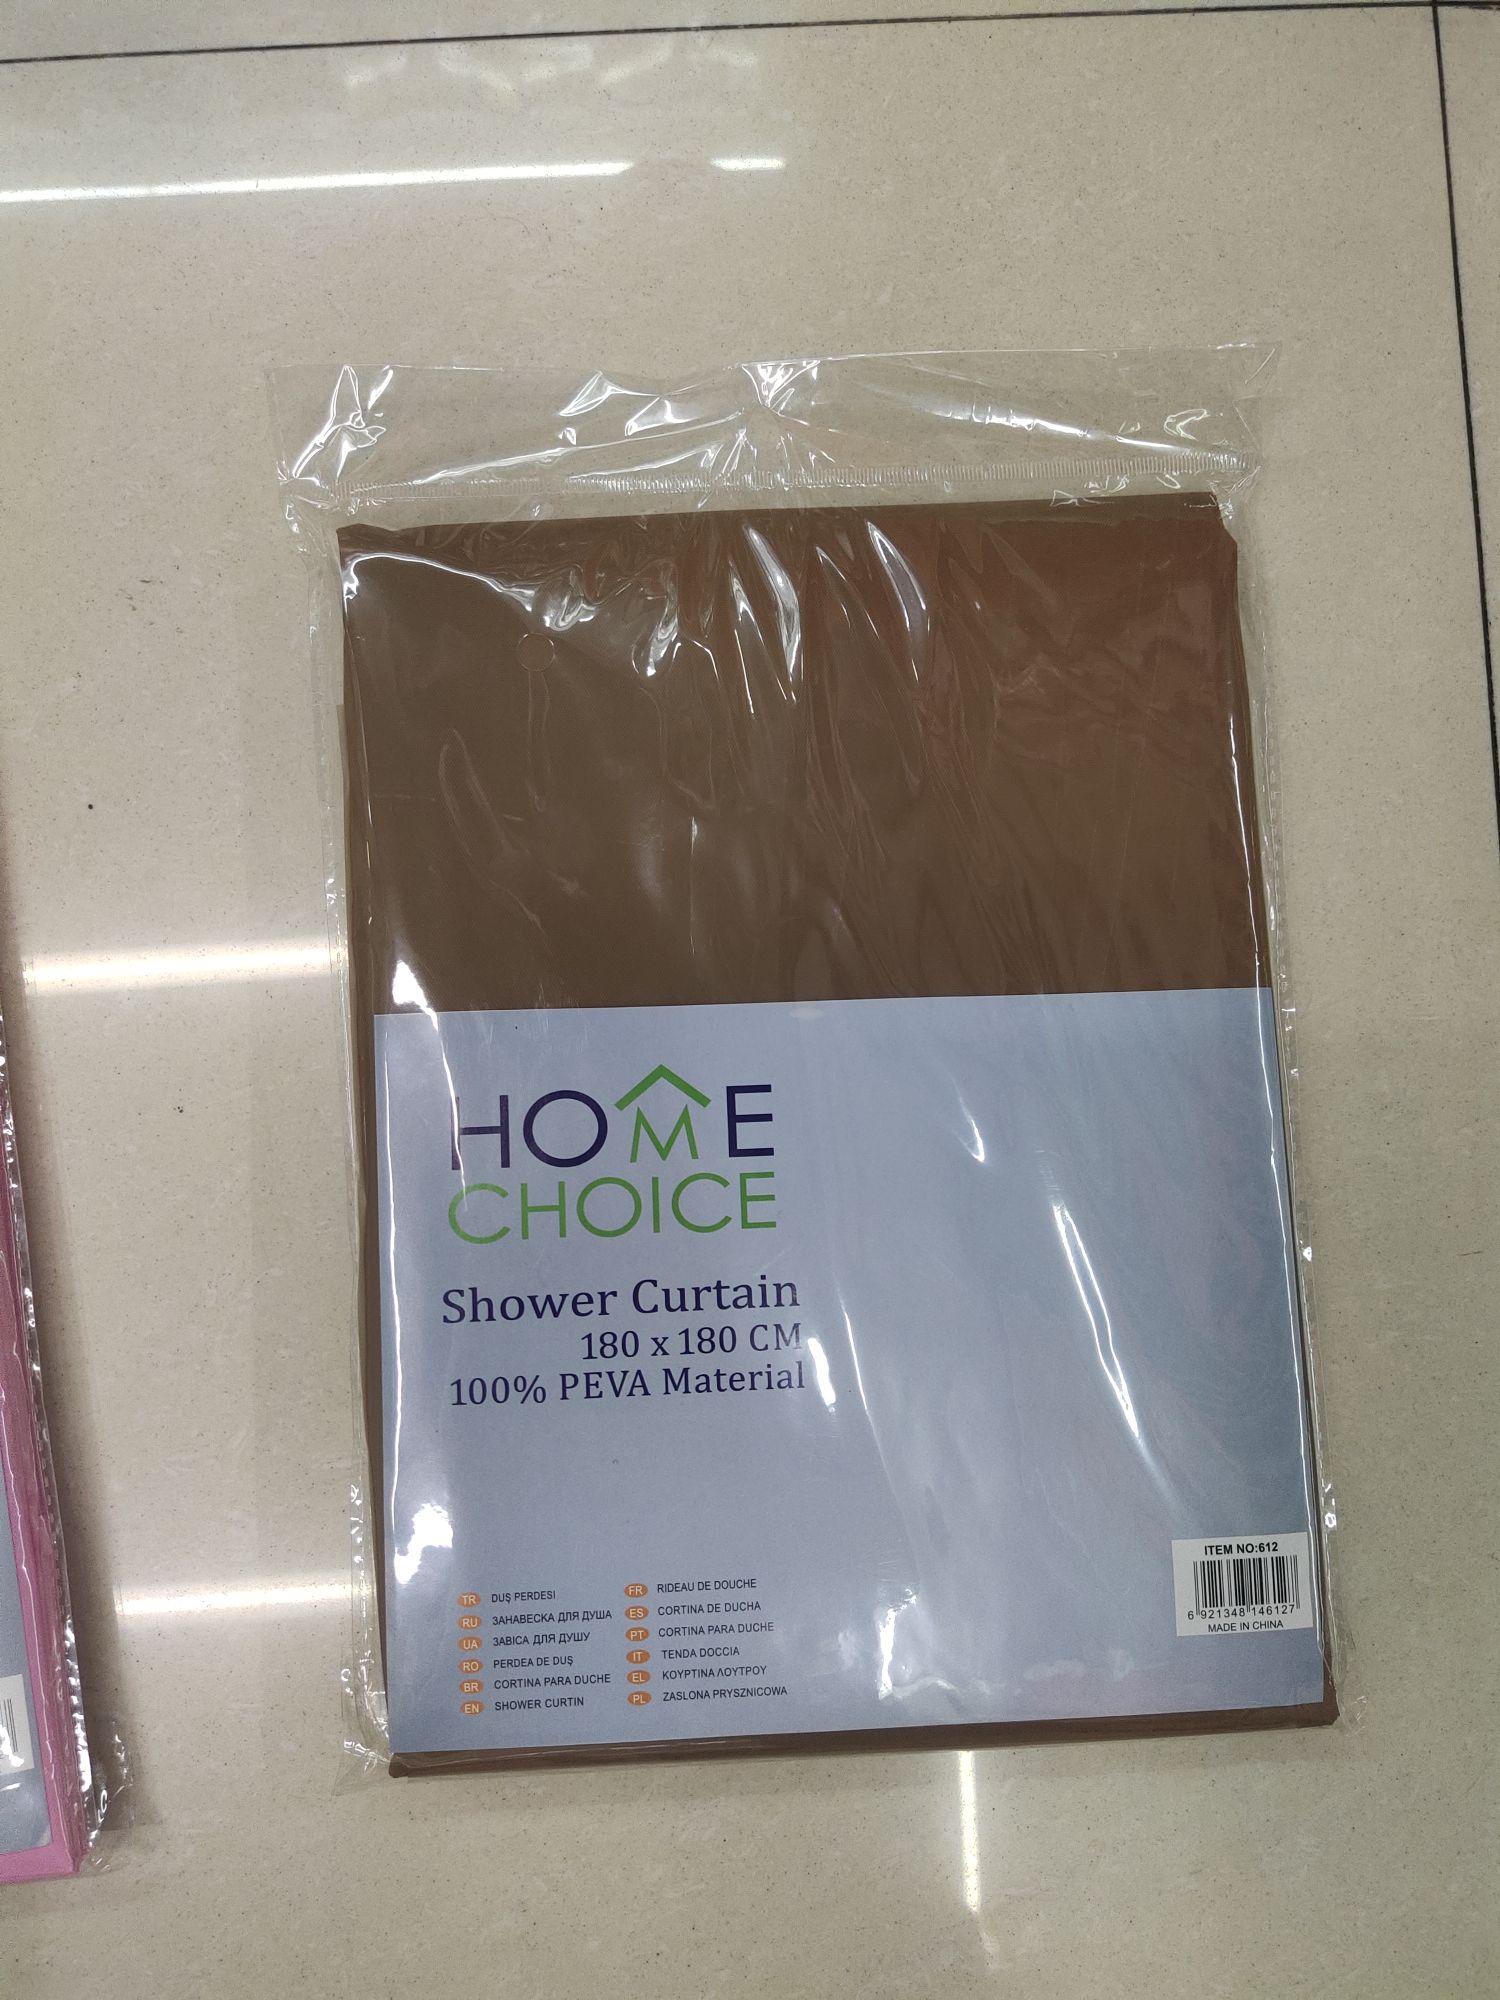 HOME
CHOICE
Shower Curtain
180 x 180 CM
100% PEVA Material
TR DUŞ PERDESI
RU ЗАНАВЕСКА ДЛЯ ДУША
UA ЗАВІСА ДЛЯ ДУШУ
RO PERDEA DE DUŞ
BR CORTINA PARA DUCHE
EN SHOWER CURTIN
FR RIDEAU DE DOUCHE
ES CORTINA DE DUCHA
PT CORTINA PARA DUCHE
IT TENDA DOCCIA
EL ΚΟΥΡΤΙΝΑ ΛΟΥΤΡΟΥ
PL ZASLONA PRYSZNICOWA
ITEM NO:612
6 921348 146127
MADE IN CHINA